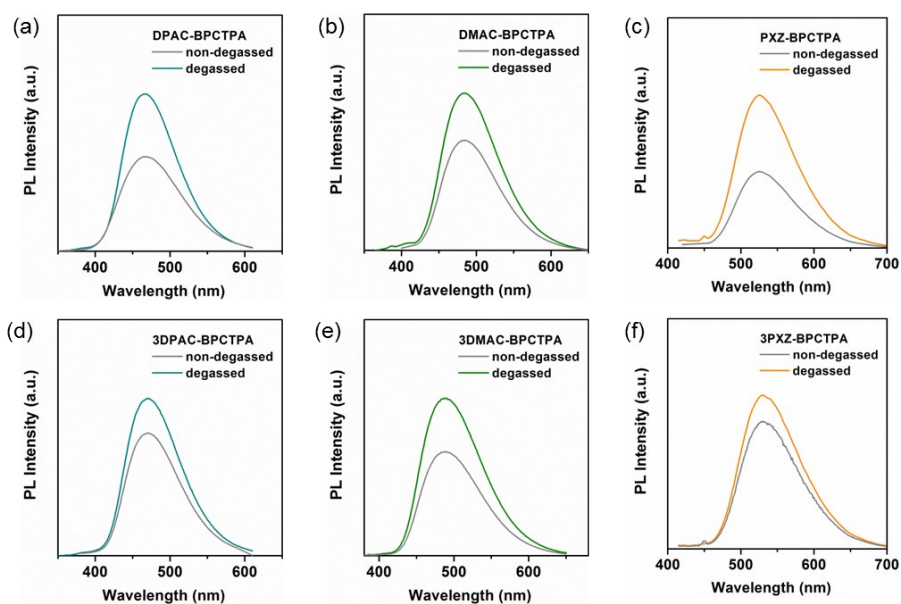 (a)
DPAC-BPCTPA
non-degassed
degassed
PL Intensity (a.u.)
400 500 600
Wavelength (nm)
(b)
DMAC-BPCTPA
non-degassed
degassed
PL Intensity (a.u.)
400 500 600
Wavelength (nm)
(c)
PXZ-BPCTPA
non-degassed
degassed
PL Intensity (a.u.)
400 500 600 700
Wavelength (nm)
(d)
3DPAC-BPCTPA
non-degassed
degassed
PL Intensity (a.u.)
400 500 600
Wavelength (nm)
(e)
3DMAC-BPCTPA
non-degassed
degassed
PL Intensity (a.u.)
400 500 600
Wavelength (nm)
(f)
3PXZ-BPCTPA
non-degassed
degassed
PL Intensity (a.u.)
400 500 600 700
Wavelength (nm)